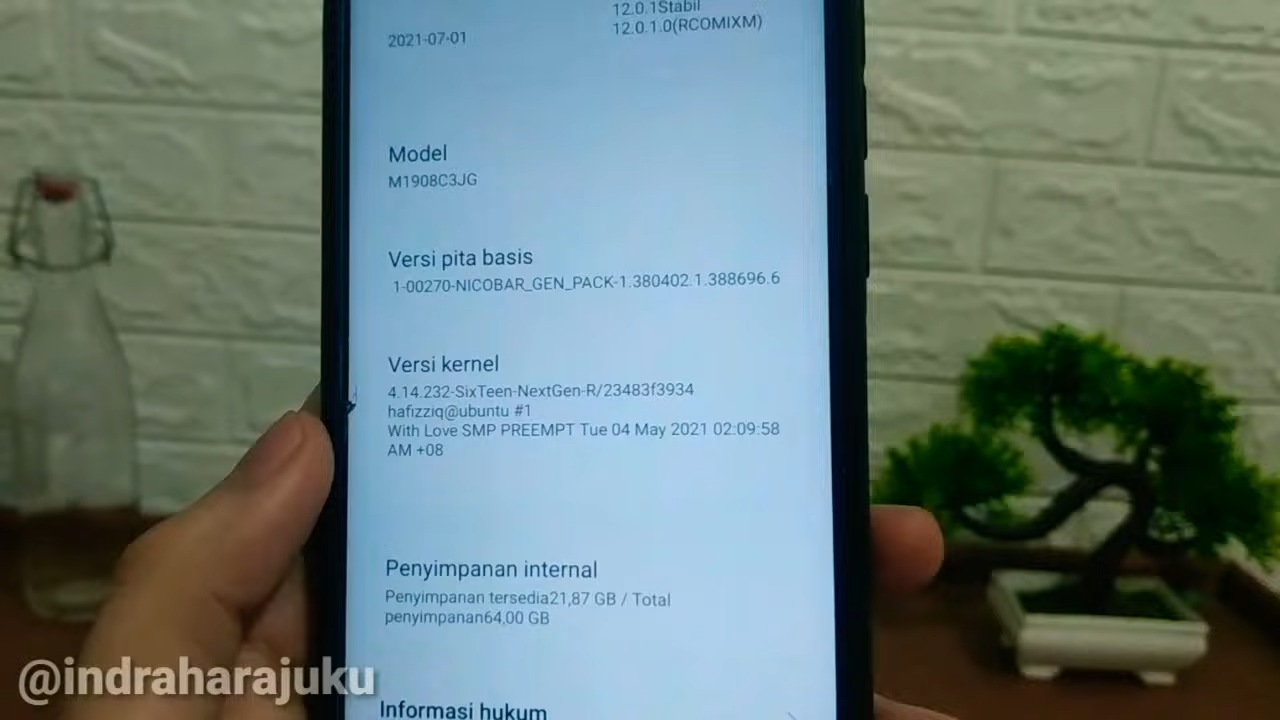 12.0.1Stabil
12.0.1.0(RCOMIXM)
2021-07-01
Model
M1908C3JG
Versi pita basis
1-00270-NICOBAR_GEN_PACK-1.380402.1.388696.6
Versi kernel
4.14.232-SixTeen-NextGen-R/23483f3934
hafizziq@ubuntu #1
With Love SMP PREEMPT Tue 04 May 2021 02:09:58
AM +08
Penyimpanan internal
Penyimpanan tersedia21,87 GB / Total
penyimpanan64,00 GB
Informasi hukum
@indraharajuku